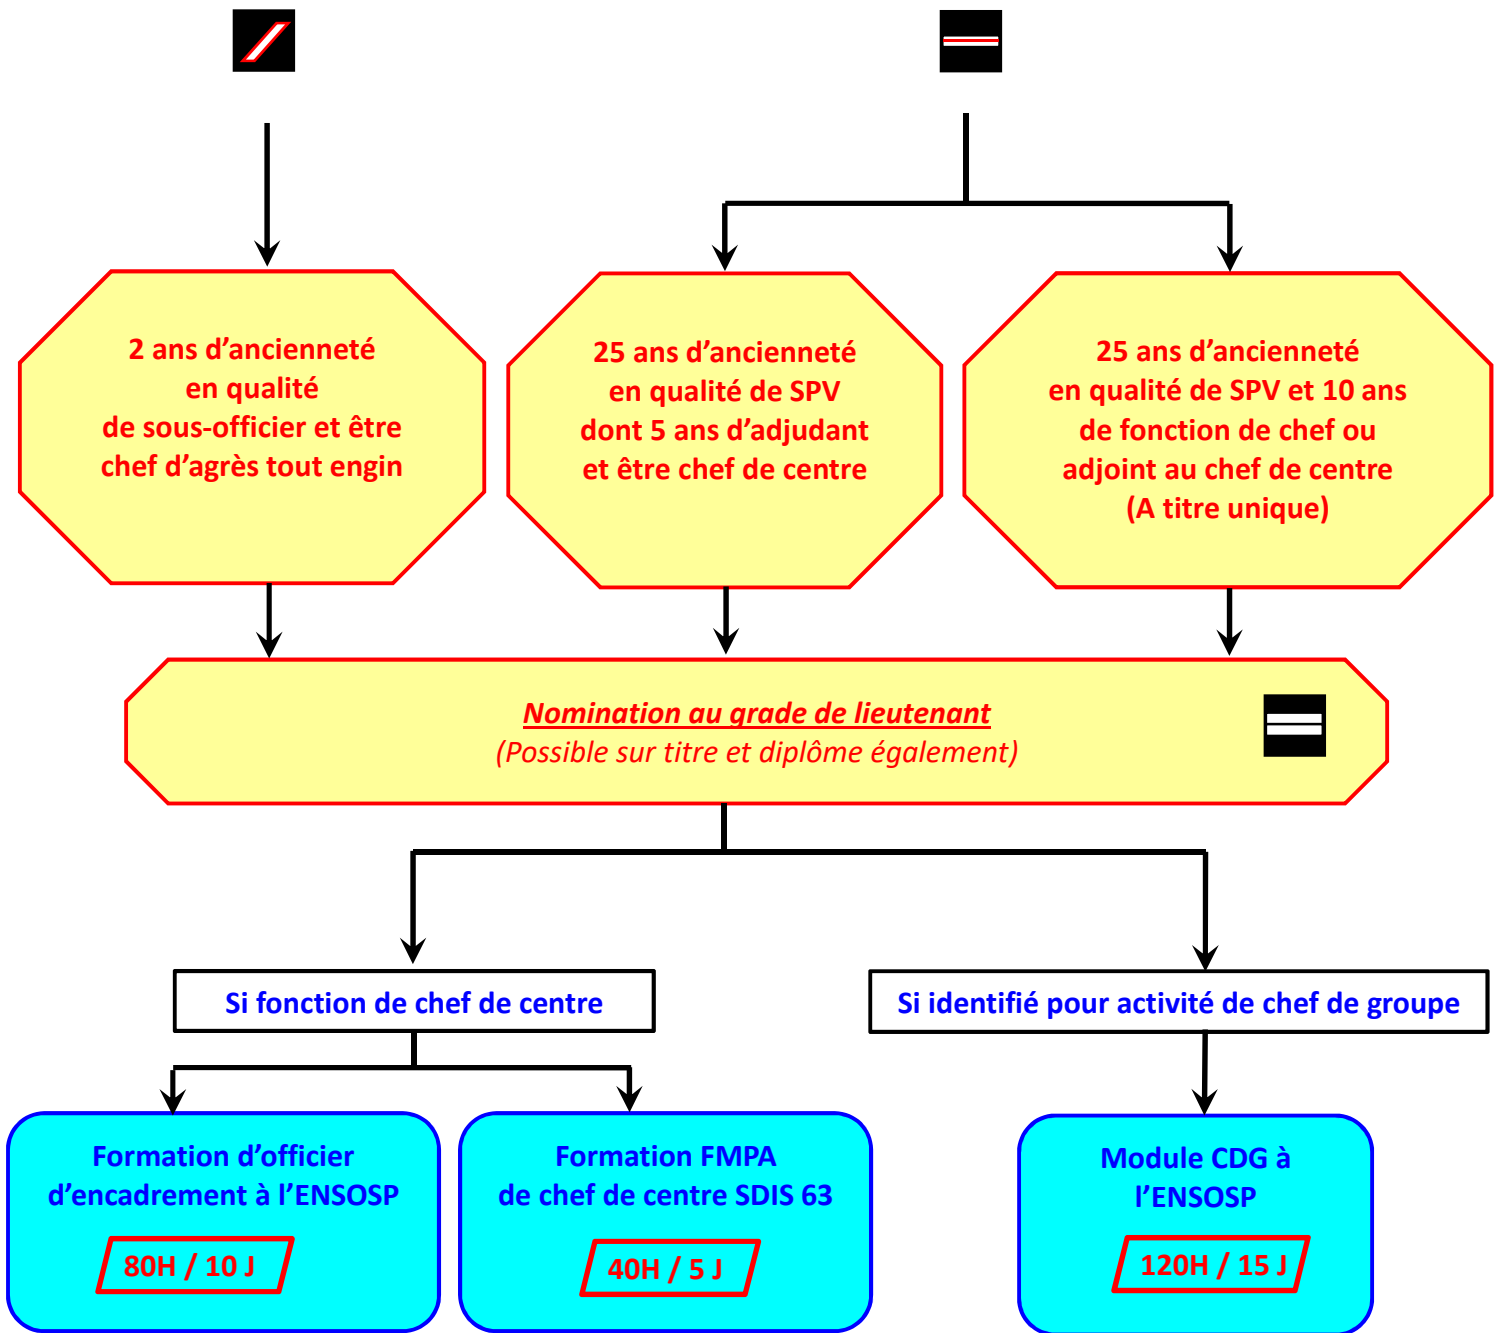 2 ans d’ancienneté
en qualité
de sous-officier et être
chef d’agrès tout engin
25 ans d’ancienneté
en qualité de SPV
dont 5 ans d’adjudant
et être chef de centre
25 ans d’ancienneté
en qualité de SPV et 10 ans
de fonction de chef ou
adjoint au chef de centre
(A titre unique)
Nomination au grade de lieutenant
(Possible sur titre et diplôme également)
Si fonction de chef de centre
Si identifié pour activité de chef de groupe
Formation d’officier
d’encadrement à l’ENSOSP
80H / 10 J
Formation FMPA
de chef de centre SDIS 63
40H / 5 J
Module CDG à
l’ENSOSP
120H / 15 J